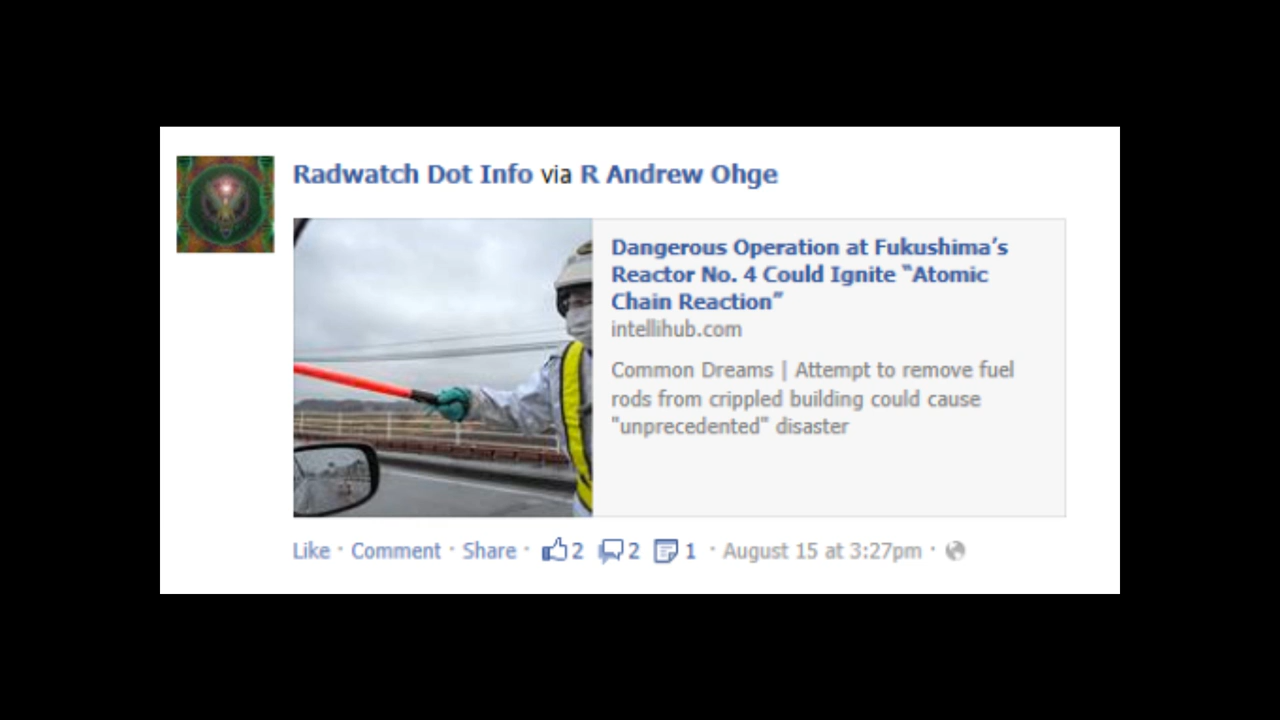 Radwatch Dot Info via R Andrew Ohge
Dangerous Operation at Fukushima’s
Reactor No. 4 Could Ignite “Atomic
Chain Reaction”
intellihub.com
Common Dreams | Attempt to remove fuel
rods from crippled building could cause
"unprecedented" disaster
Like · Comment · Share · 2 2 1 · August 15 at 3:27pm ·